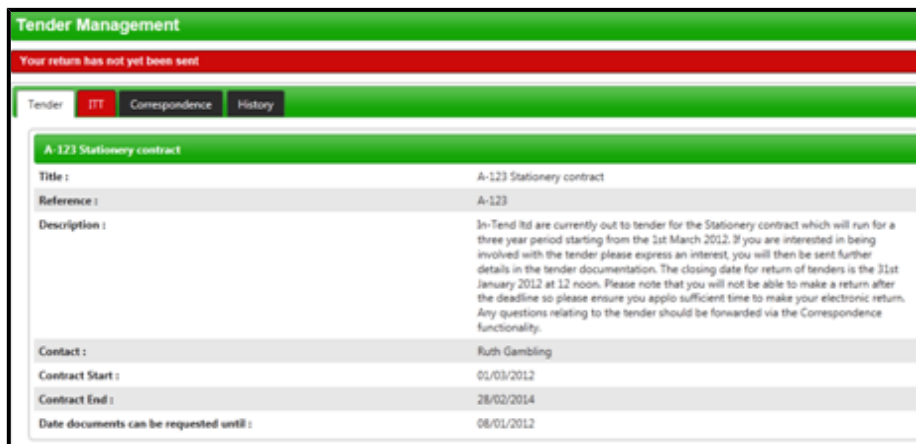 Tender Management
Your return has not yet been sent
Tender ITT Correspondence History
A-123 Stationery contract
Title : A-123 Stationery contract
Reference : A-123
Description : In-Tend ltd are currently out to tender for the Stationery contract which will run for a
three year period starting from the 1st March 2012. If you are interested in being
involved with the tender please express an interest, you will then be sent further
details in the tender documentation. The closing date for return of tenders is the 31st
January 2012 at 12 noon. Please note that you will not be able to make a return after
the deadline so please ensure you applo sufficient time to make your electronic return.
Any questions relating to the tender should be forwarded via the Correspondence
functionality.
Contact : Ruth Gambling
Contract Start : 01/03/2012
Contract End : 28/02/2014
Date documents can be requested until : 08/01/2012